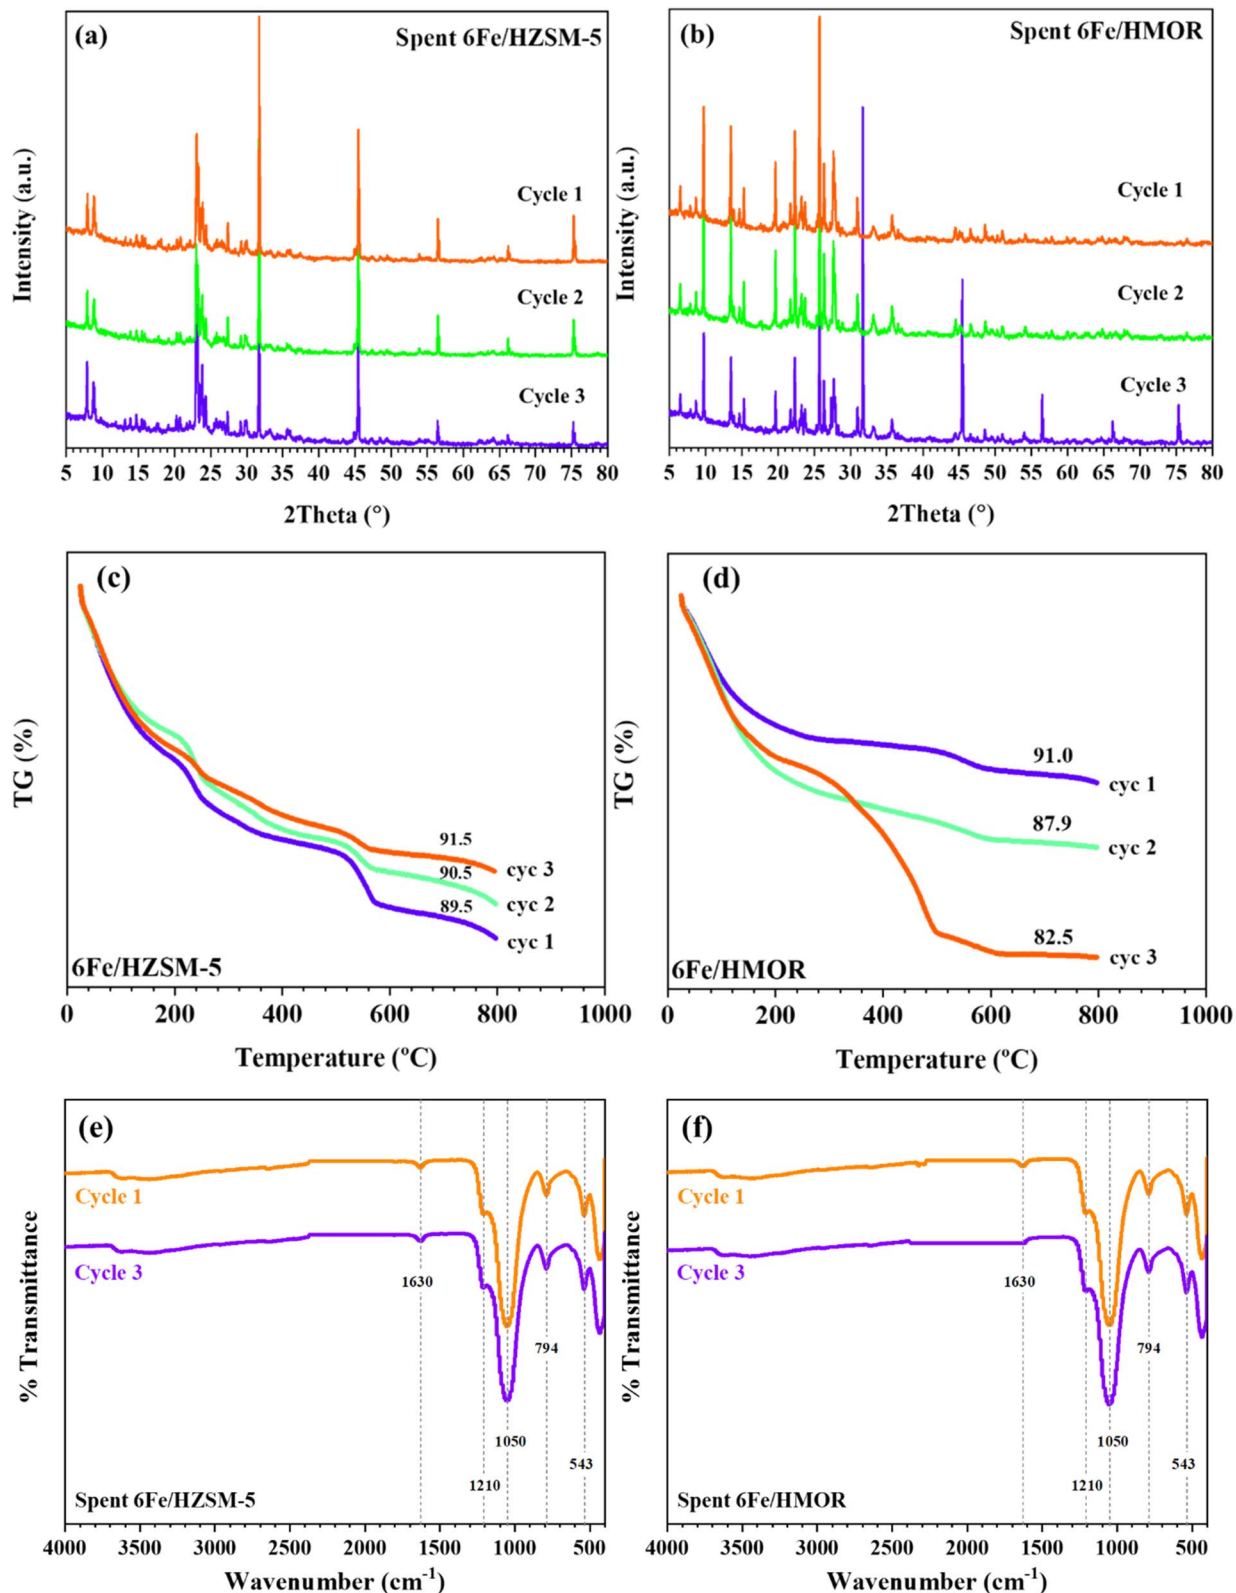 (a)
Spent 6Fe/HZSM-5
Cycle 1
Cycle 2
Cycle 3
Intensity (a.u.)
5 10 15 20 25 30 35 40 45 50 55 60 65 70 75 80
2Theta (°)
(b)
Spent 6Fe/HMOR
Cycle 1
Cycle 2
Cycle 3
Intensity (a.u.)
5 10 15 20 25 30 35 40 45 50 55 60 65 70 75 80
2Theta (°)
(c)
91.5
cyc 3
90.5
cyc 2
89.5
cyc 1
6Fe/HZSM-5
TG (%)
0 200 400 600 800 1000
Temperature (ºC)
(d)
91.0
cyc 1
87.9
cyc 2
82.5
cyc 3
6Fe/HMOR
TG (%)
0 200 400 600 800 1000
Temperature (ºC)
(e)
Cycle 1
Cycle 3
1630
794
1050
543
1210
Spent 6Fe/HZSM-5
% Transmittance
4000 3500 3000 2500 2000 1500 1000 500
Wavenumber (cm-1)
(f)
Cycle 1
Cycle 3
1630
794
1050
543
1210
Spent 6Fe/HMOR
% Transmittance
4000 3500 3000 2500 2000 1500 1000 500
Wavenumber (cm-1)